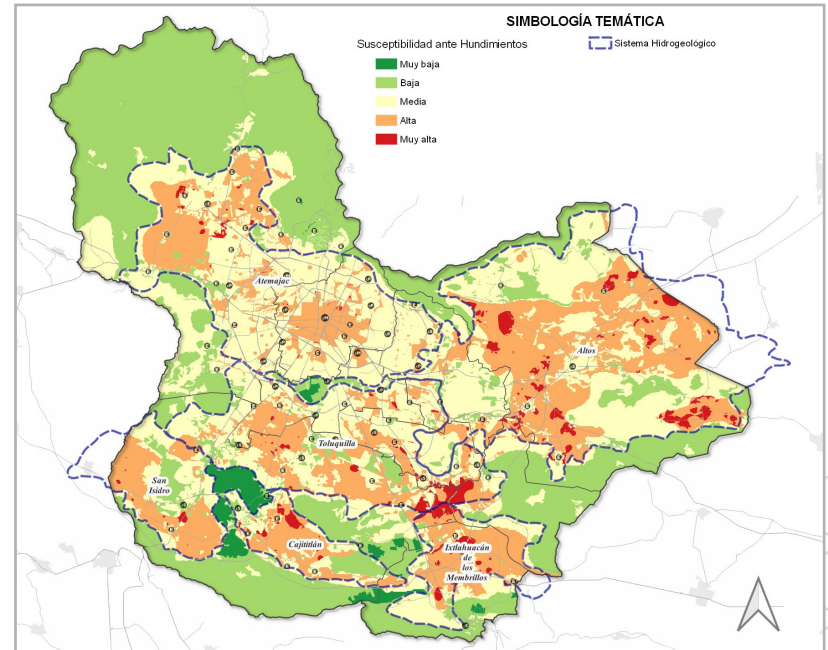 SIMBOLOGÍA TEMÁTICA
Susceptibilidad ante Hundimientos
Sistema Hidrogeológico
Muy baja
Baja
Media
Alta
Muy alta
Atemajac
Altos
Toluquilla
San
Isidro
Cajititlán
Ixtlahuacán
de
los
Membrillos